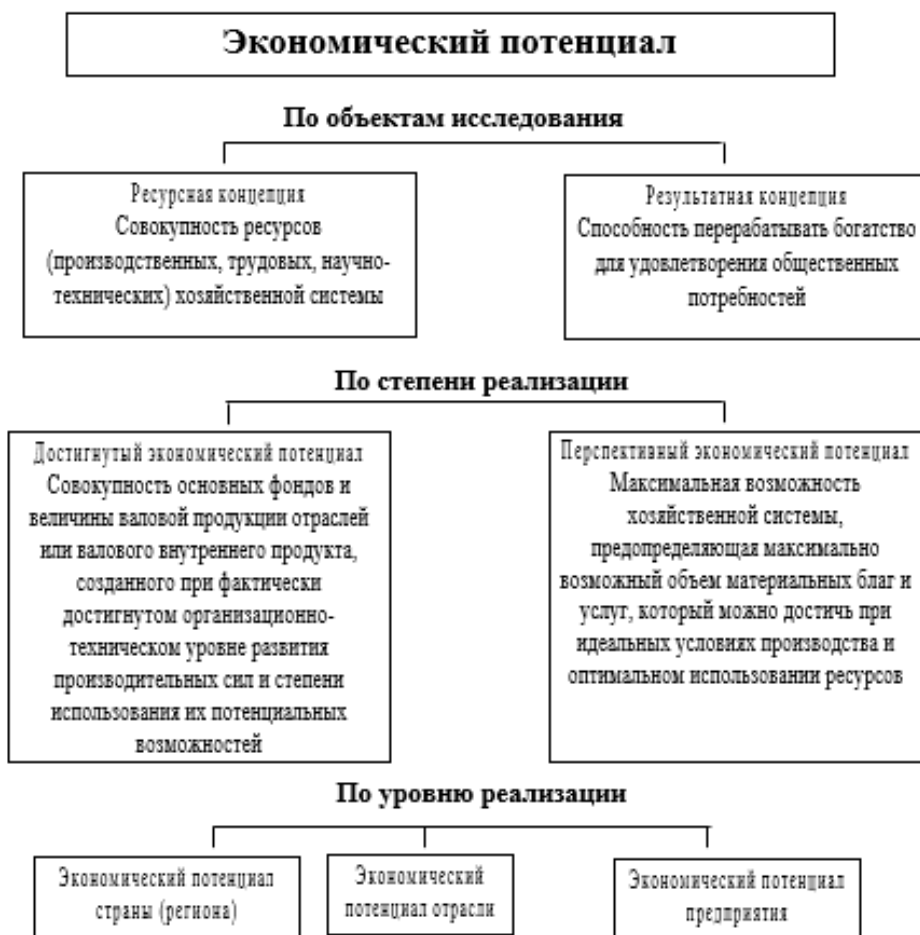 Экономический потенциал
По объектам исследования
Ресурсная концепция
Совокупность ресурсов
(производственных, трудовых, научно-
технических) хозяйственной системы
Результатная концепция
Способность перерабатывать богатство
для удовлетворения общественных
потребностей
По степени реализации
Достигнутый экономический потенциал
Совокупность основных фондов и
величины валовой продукции отраслей
или валового внутреннего продукта,
созданного при фактически
достигнутом организационно-
техническом уровне развития
производительных сил и степени
использования их потенциальных
возможностей
Перспективный экономический потенциал
Максимальная возможность
хозяйственной системы,
предопределяющая максимально
возможный объем материальных благ и
услуг, который можно достичь при
идеальных условиях производства и
оптимальном использовании ресурсов
По уровню реализации
Экономический потенциал
страны (региона)
Экономический
потенциал отрасли
Экономический потенциал
предприятия